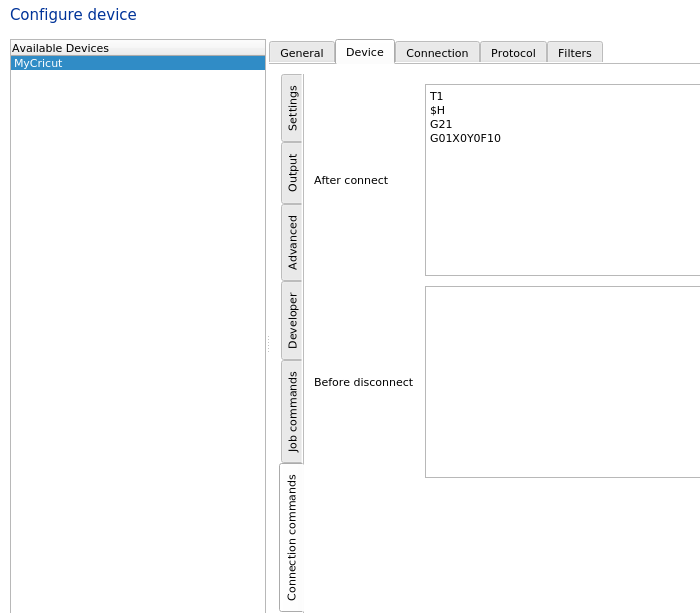 Configure device
Available Devices
MyCricut
General
Device
Connection
Protocol
Filters
Settings
Output
Advanced
Developer
Job commands
Connection commands
After connect
T1
$H
G21
G01X0Y0F10
Before disconnect